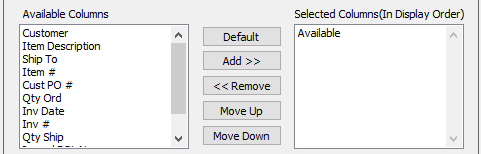 Available Columns
Customer
Item Description
Ship To
Item #
Cust PO #
Qty Ord
Inv Date
Inv #
Qty Ship
Default
Add >>
<< Remove
Move Up
Move Down
Selected Columns(In Display Order)
Available